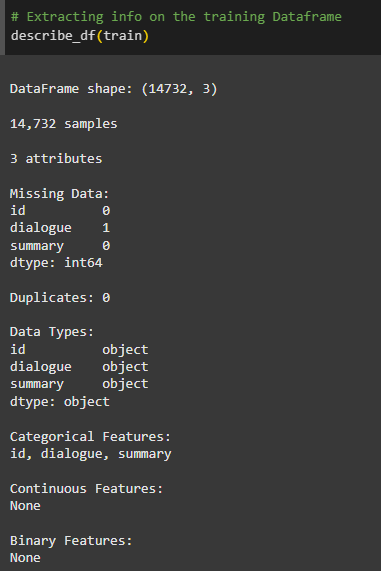 # Extracting info on the training Dataframe
describe_df(train)
DataFrame shape: (14732, 3)
14,732 samples
3 attributes
Missing Data:
id          0
dialogue    1
summary     0
dtype: int64
Duplicates: 0
Data Types:
id          object
dialogue    object
summary     object
dtype: object
Categorical Features:
id, dialogue, summary
Continuous Features:
None
Binary Features:
None